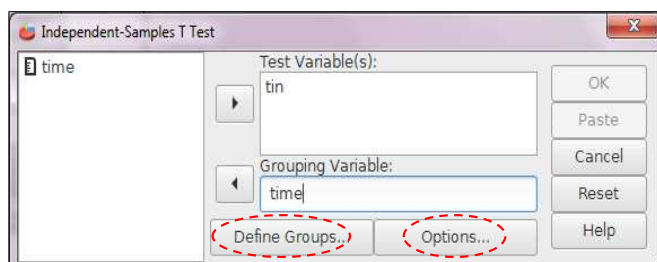 Independent-Samples T Test
time
Test Variable(s):
tin
Grouping Variable:
time
Define Groups...
Options...
OK
Paste
Cancel
Reset
Help